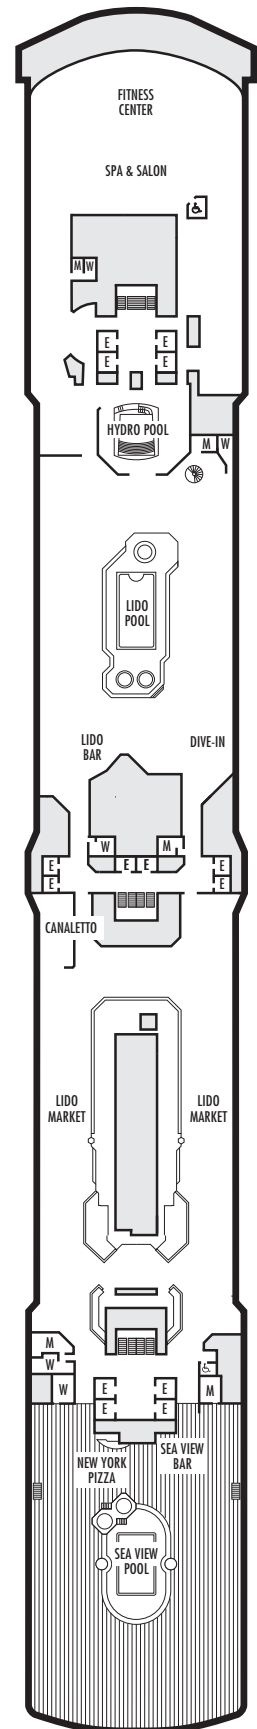 FITNESS
CENTER
SPA & SALON
M W
E E
E E
HYDRO POOL
M W
LIDO
POOL
LIDO
BAR
DIVE-IN
W M
E E E E
E E
CANALETTO
LIDO
MARKET
LIDO
MARKET
M
W
W M
E E
E E
NEW YORK
PIZZA
SEA VIEW
BAR
SEA VIEW
POOL